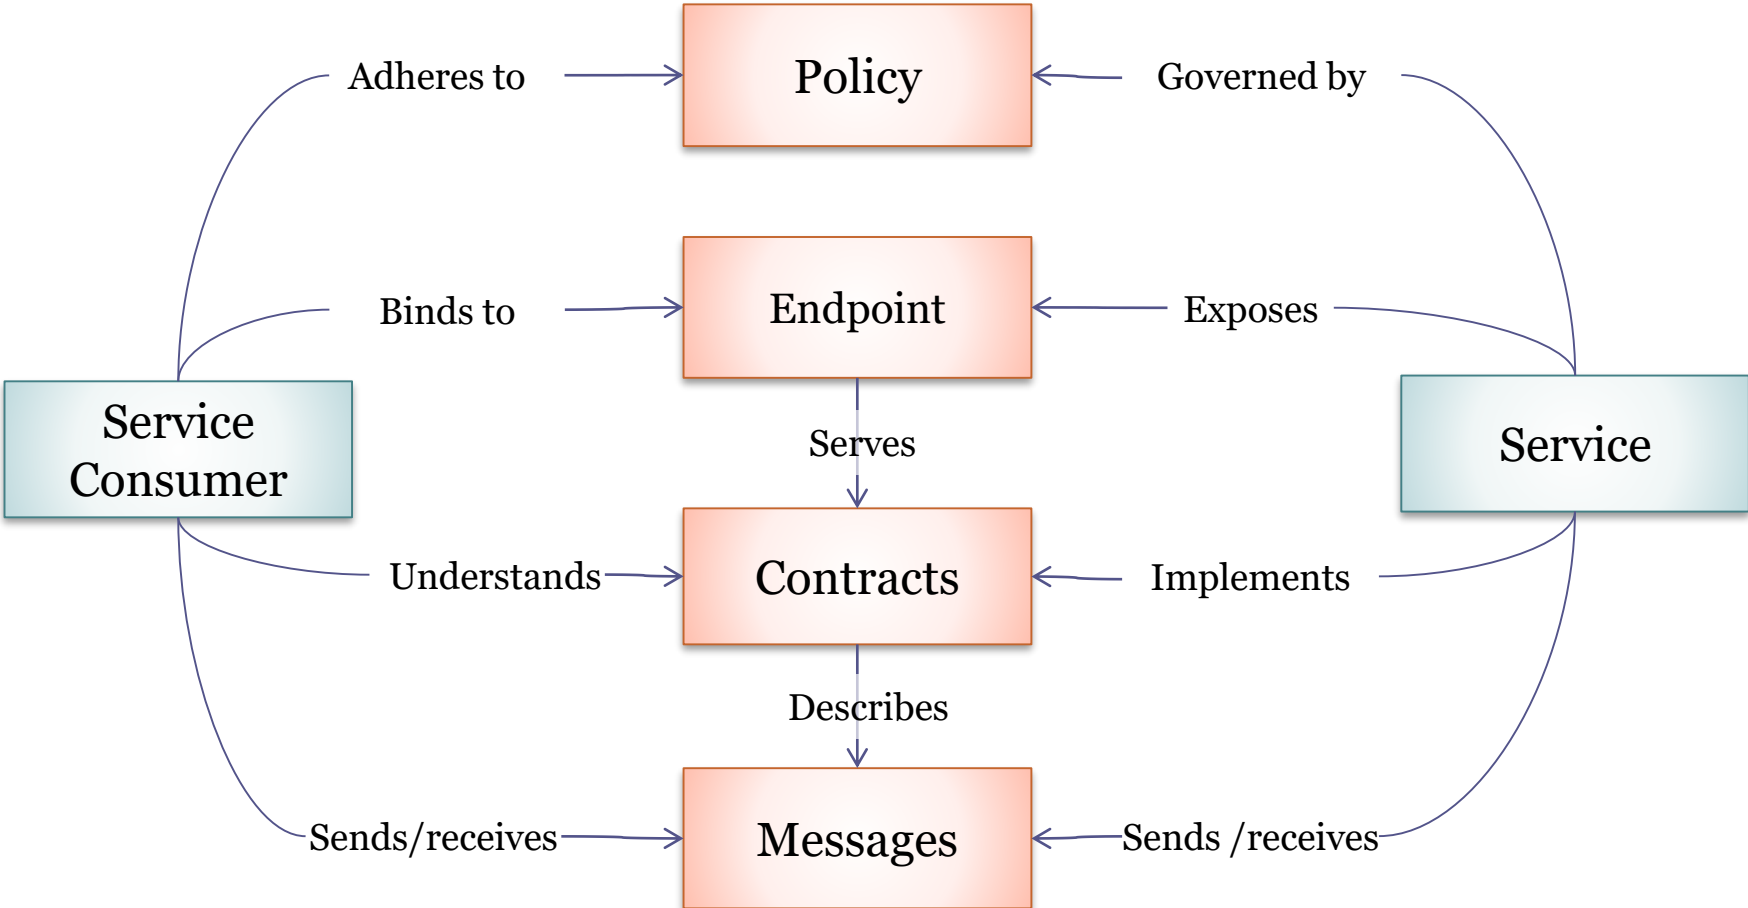 Adheres to
Policy
Governed by
Binds to
Endpoint
Exposes
Service
Consumer
Serves
Service
Understands
Contracts
Implements
Describes
Sends/receives
Messages
Sends /receives